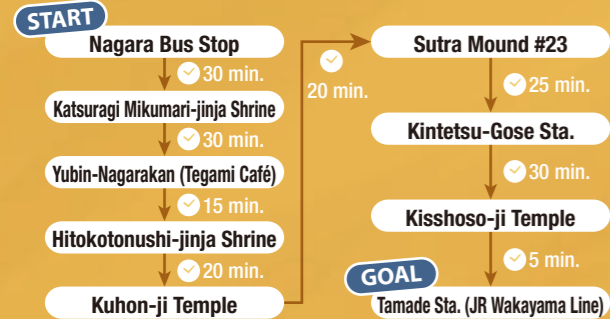 START
Nagara Bus Stop
30 min.
Katsuragi Mikumari-jinja Shrine
30 min.
Yubin-Nagarakan (Tegami Café)
15 min.
Hitokotonushi-jinja Shrine
20 min.
Kuhon-ji Temple
20 min.
Sutra Mound #23
25 min.
Kintetsu-Gose Sta.
30 min.
Kisshoso-ji Temple
5 min.
GOAL
Tamade Sta. (JR Wakayama Line)